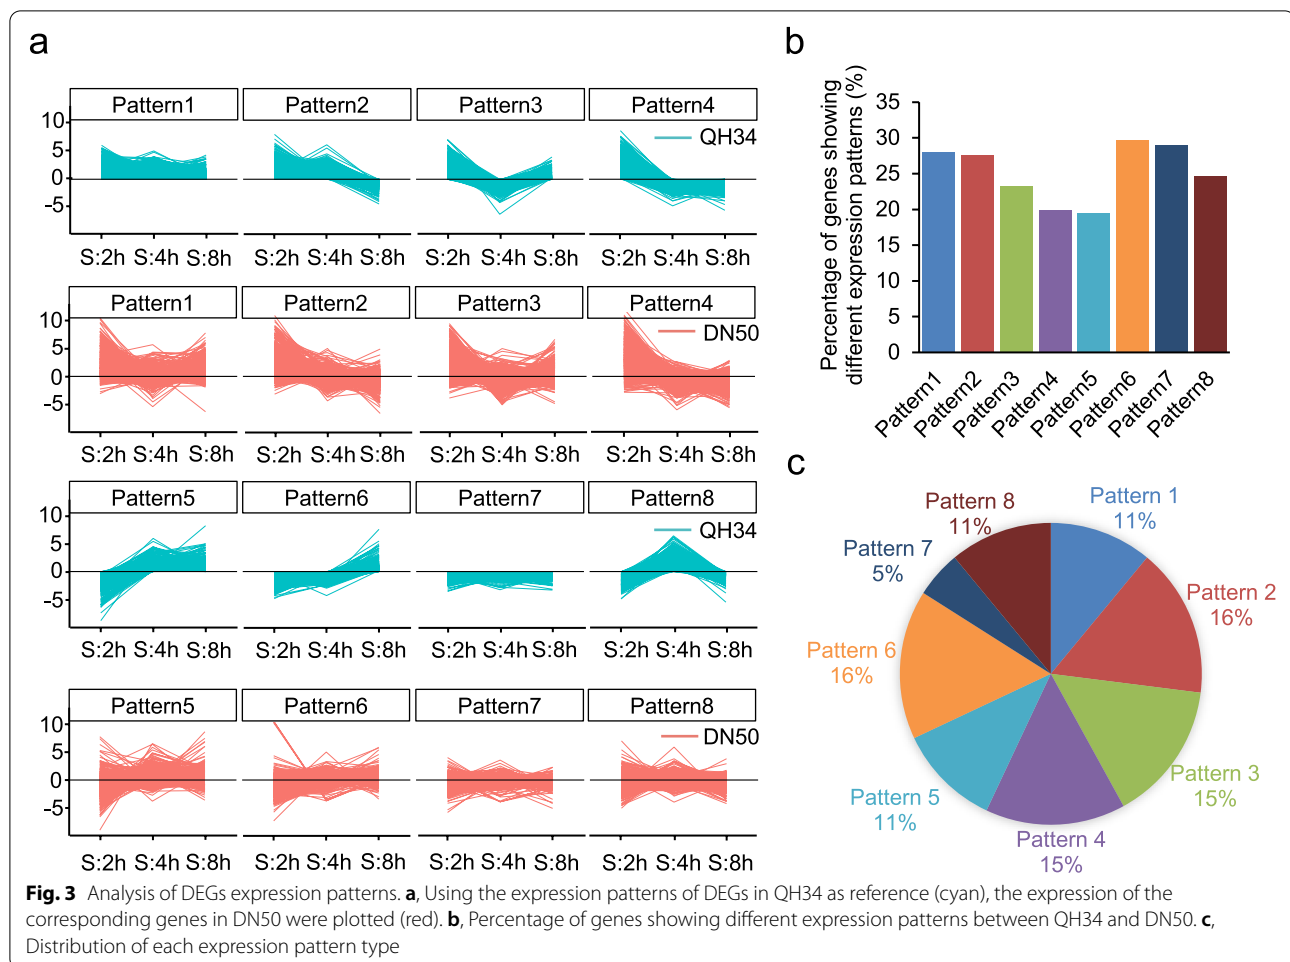 a
Pattern1 Pattern2 Pattern3 Pattern4
10
5
0
−5
QH34
S:2h S:4h S:8h S:2h S:4h S:8h S:2h S:4h S:8h S:2h S:4h S:8h
Pattern1 Pattern2 Pattern3 Pattern4
10
5
0
−5
DN50
S:2h S:4h S:8h S:2h S:4h S:8h S:2h S:4h S:8h S:2h S:4h S:8h
Pattern5 Pattern6 Pattern7 Pattern8
10
5
0
−5
QH34
S:2h S:4h S:8h S:2h S:4h S:8h S:2h S:4h S:8h S:2h S:4h S:8h
Pattern5 Pattern6 Pattern7 Pattern8
10
5
0
−5
DN50
S:2h S:4h S:8h S:2h S:4h S:8h S:2h S:4h S:8h S:2h S:4h S:8h
b
Percentage of genes showing
different expression patterns (%)
35
30
25
20
15
10
5
0
Pattern1
Pattern2
Pattern3
Pattern4
Pattern5
Pattern6
Pattern7
Pattern8
c
Pattern 1
11%
Pattern 2
16%
Pattern 3
15%
Pattern 4
15%
Pattern 5
11%
Pattern 6
16%
Pattern 7
5%
Pattern 8
11%
Fig. 3 Analysis of DEGs expression patterns. a, Using the expression patterns of DEGs in QH34 as reference (cyan), the expression of the
corresponding genes in DN50 were plotted (red). b, Percentage of genes showing different expression patterns between QH34 and DN50. c,
Distribution of each expression pattern type